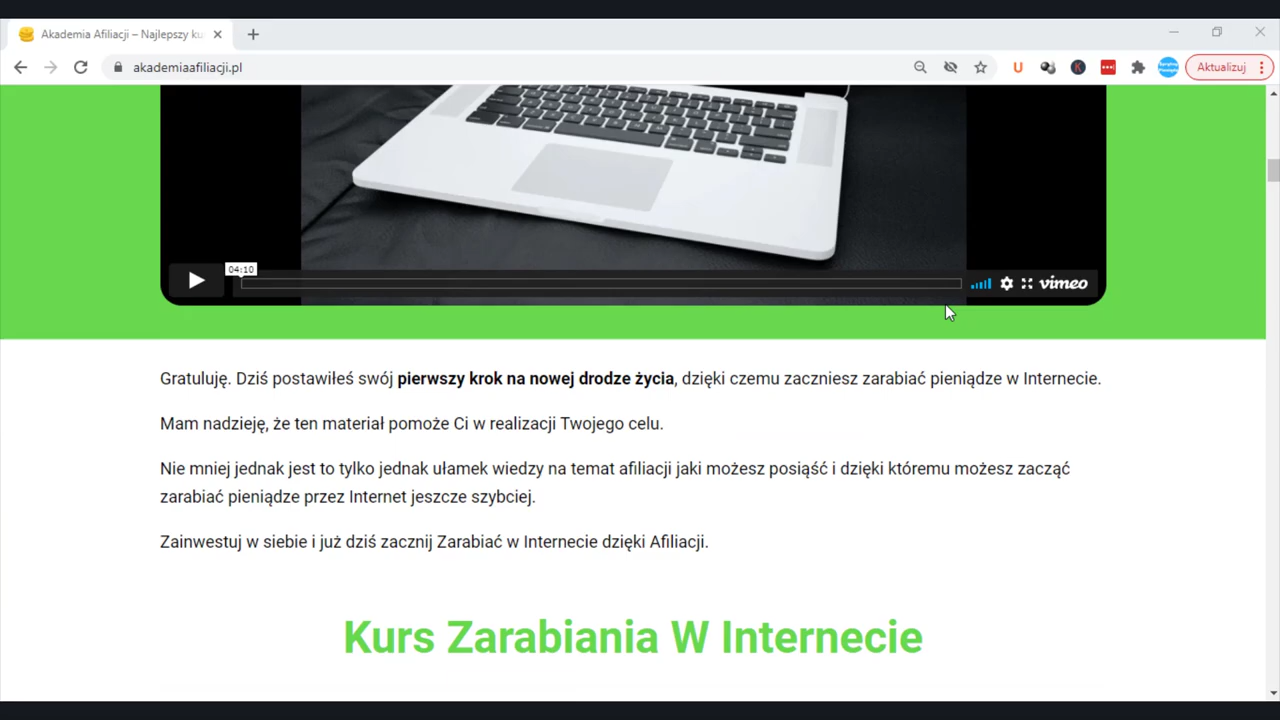 Akademia Afiliacji – Najlepszy ku
akademiaafiliacji.pl
Aktualizuj
04:10
vimeo
Gratuluję. Dziś postawiłeś swój pierwszy krok na nowej drodze życia, dzięki czemu zaczniesz zarabiać pieniądze w Internecie.
Mam nadzieję, że ten materiał pomoże Ci w realizacji Twojego celu.
Nie mniej jednak jest to tylko jednak ułamek wiedzy na temat afiliacji jaki możesz posiąść i dzięki któremu możesz zacząć
zarabiać pieniądze przez Internet jeszcze szybciej.
Zainwestuj w siebie i już dziś zacznij Zarabiać w Internecie dzięki Afiliacji.
Kurs Zarabiania W Internecie